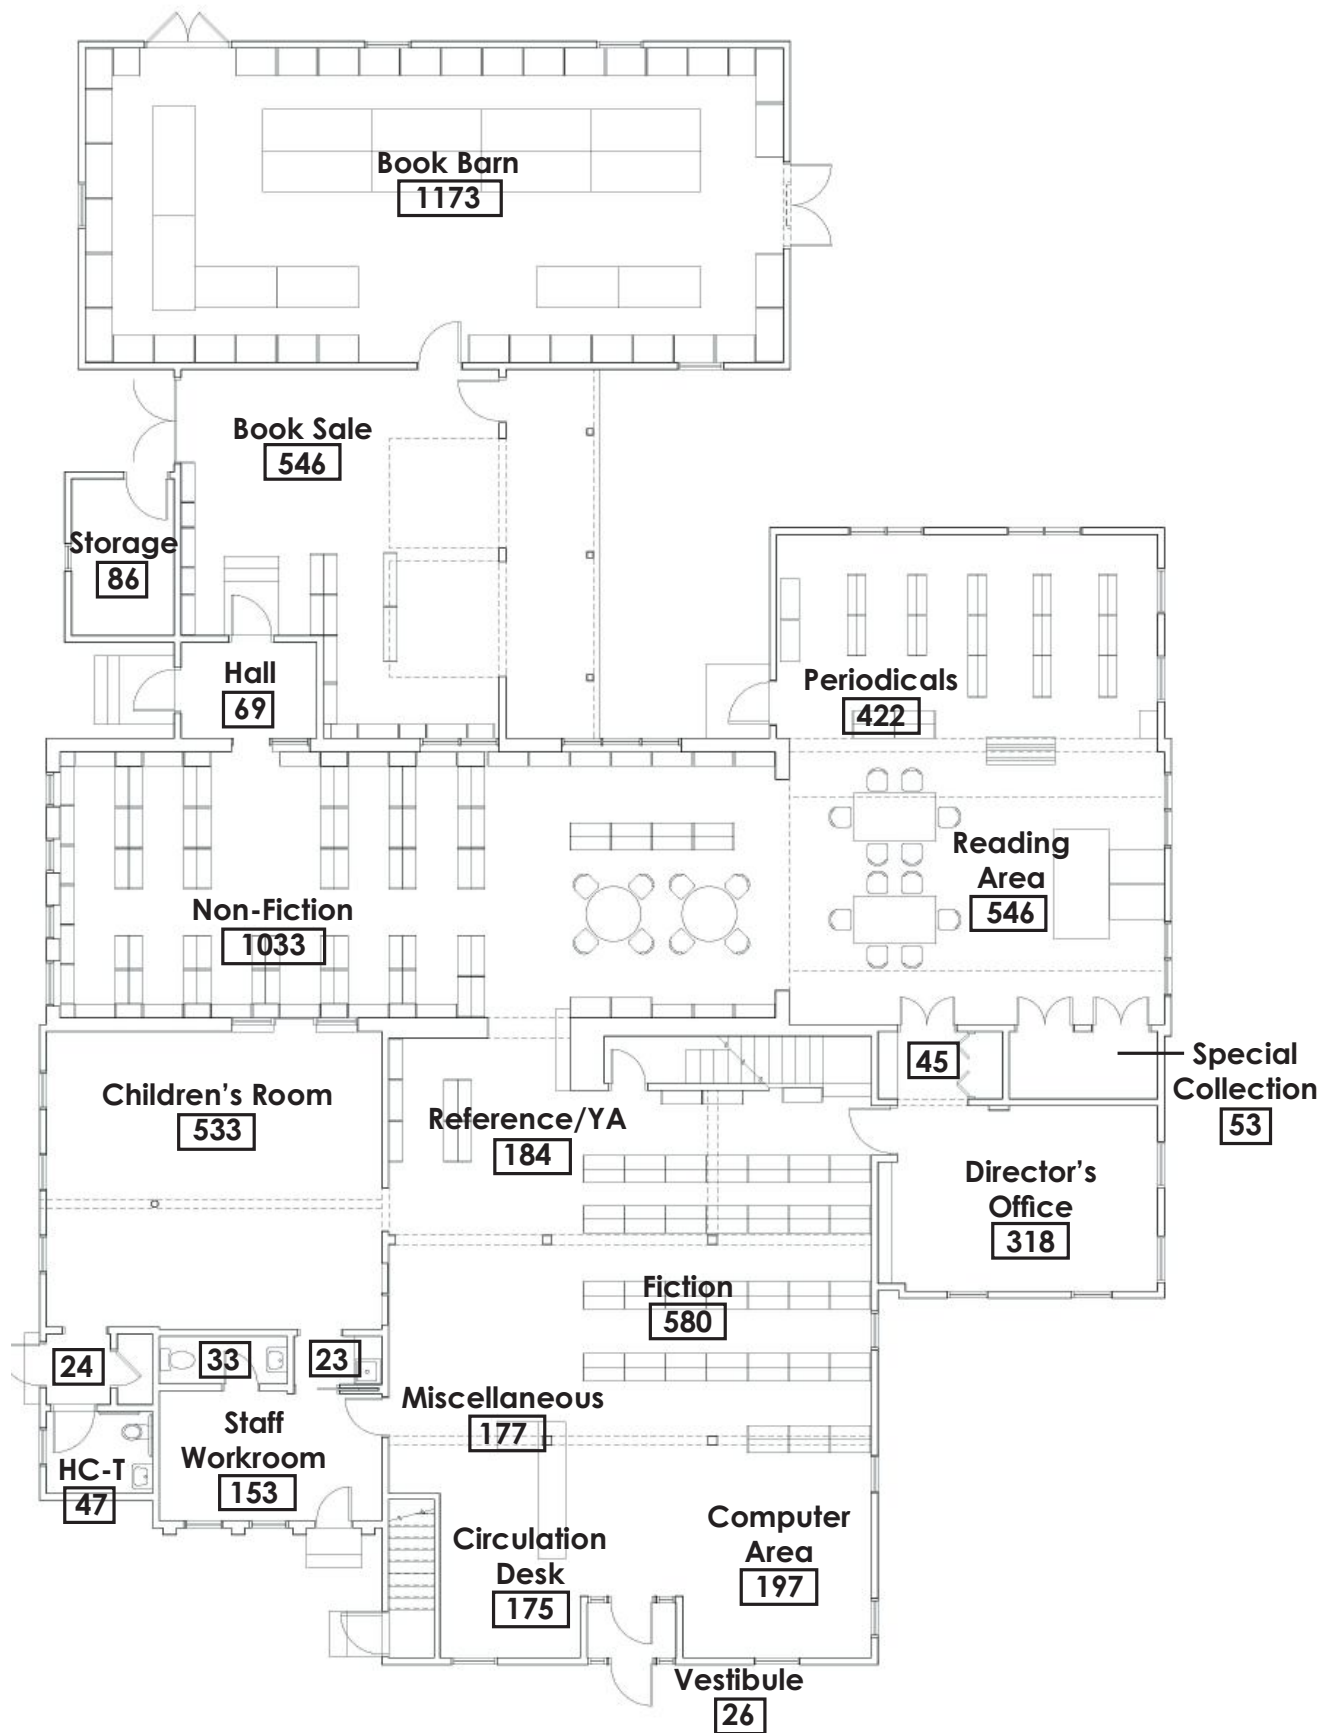 Book Barn
1173
Book Sale
546
Storage
86
Hall
69
Periodicals
422
Reading
Area
546
Non-Fiction
1033
45
Special
Collection
53
Children's Room
533
Reference/YA
184
Director's
Office
318
Fiction
580
24
33
23
Miscellaneous
177
Staff
Workroom
153
HC-T
47
Circulation
Desk
175
Computer
Area
197
Vestibule
26